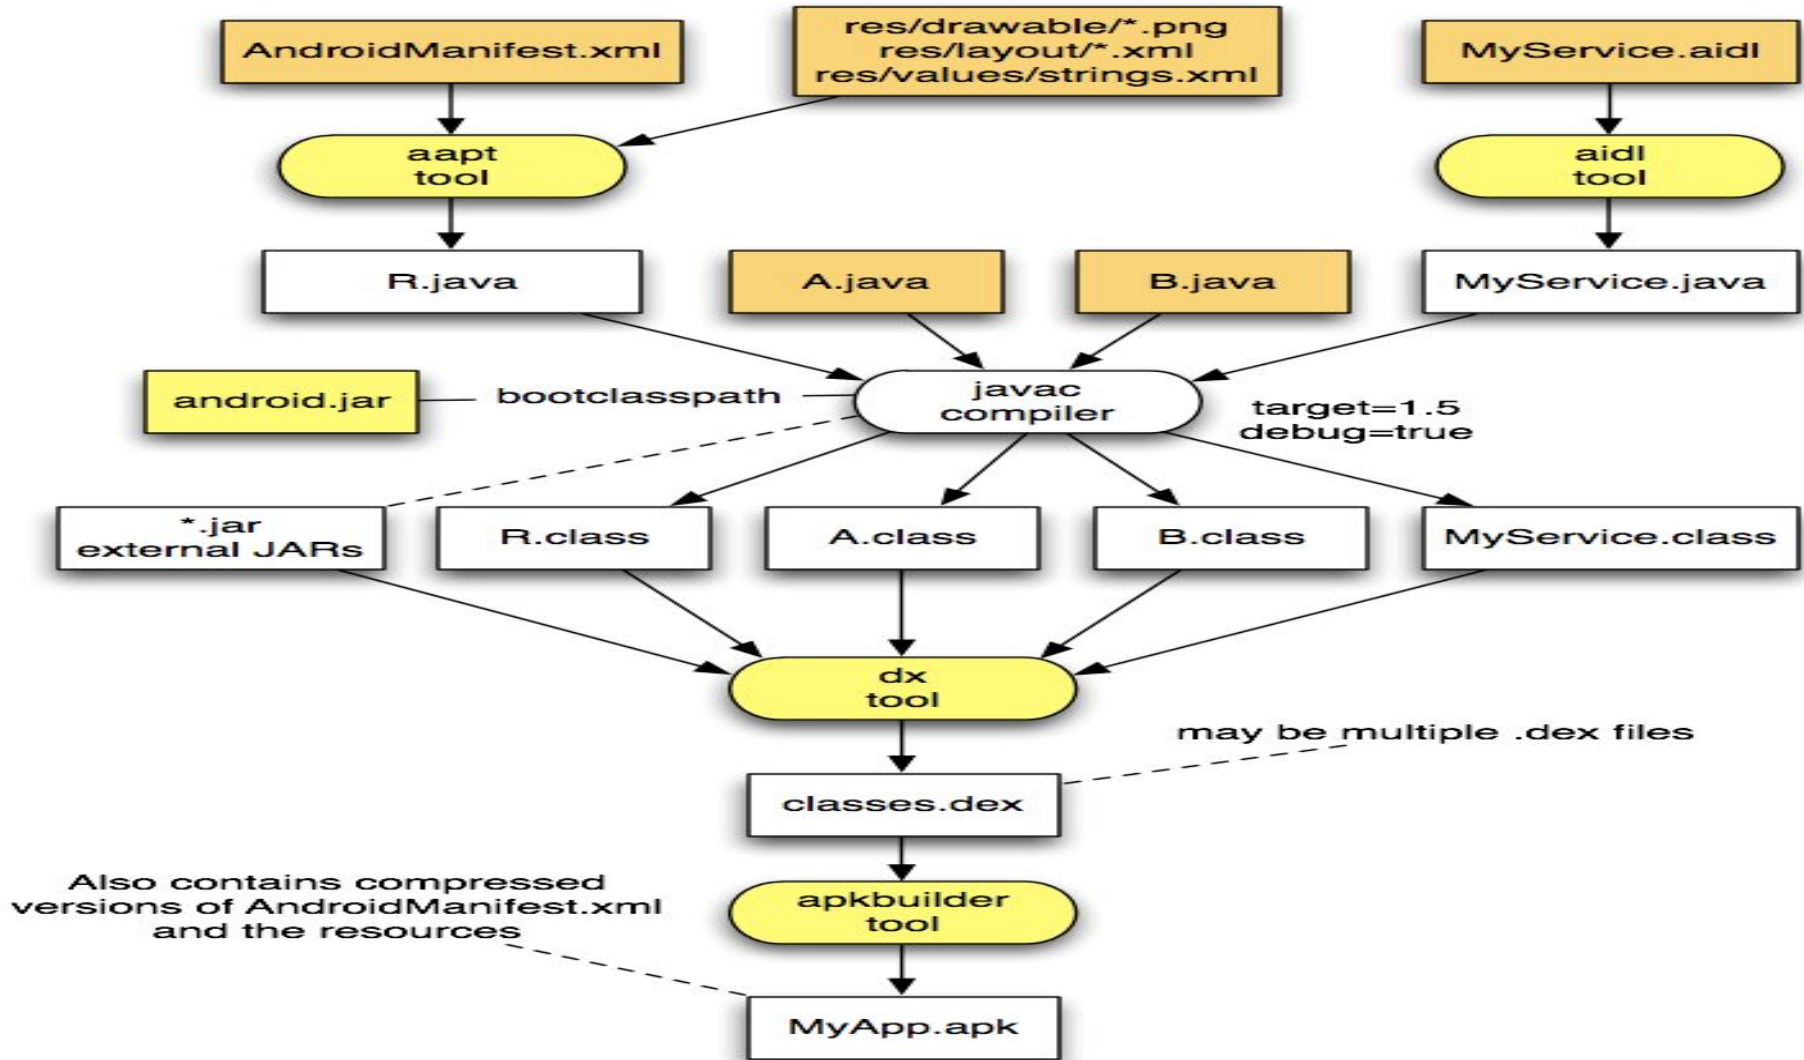 AndroidManifest.xml
res/drawable/*.png
res/layout/*.xml
res/values/strings.xml
MyService.aidl
aapt
tool
aidl
tool
R.java
A.java
B.java
MyService.java
android.jar
bootclasspath
javac
compiler
target=1.5
debug=true
*.jar
external JARs
R.class
A.class
B.class
MyService.class
dx
tool
may be multiple .dex files
classes.dex
Also contains compressed
versions of AndroidManifest.xml
and the resources
apkbuilder
tool
MyApp.apk